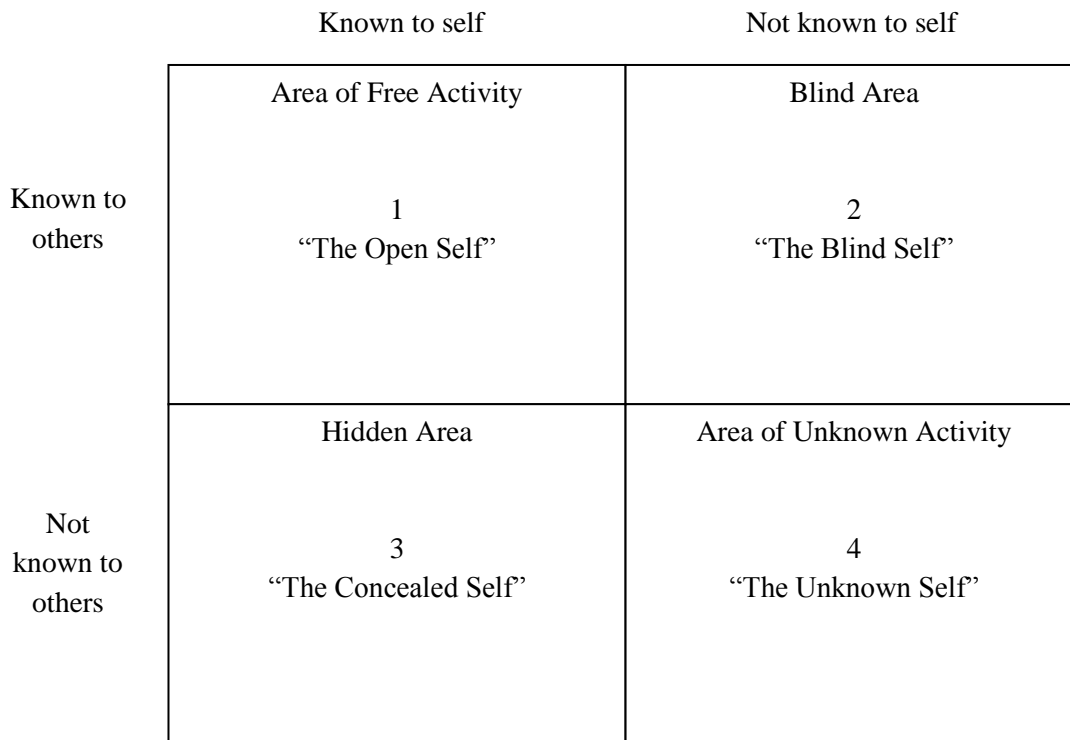 Known to self
Not known to self
Area of Free Activity
Blind Area
Known to
others
1
“The Open Self”
2
“The Blind Self”
Hidden Area
Area of Unknown Activity
Not
known to
others
3
“The Concealed Self”
4
“The Unknown Self”